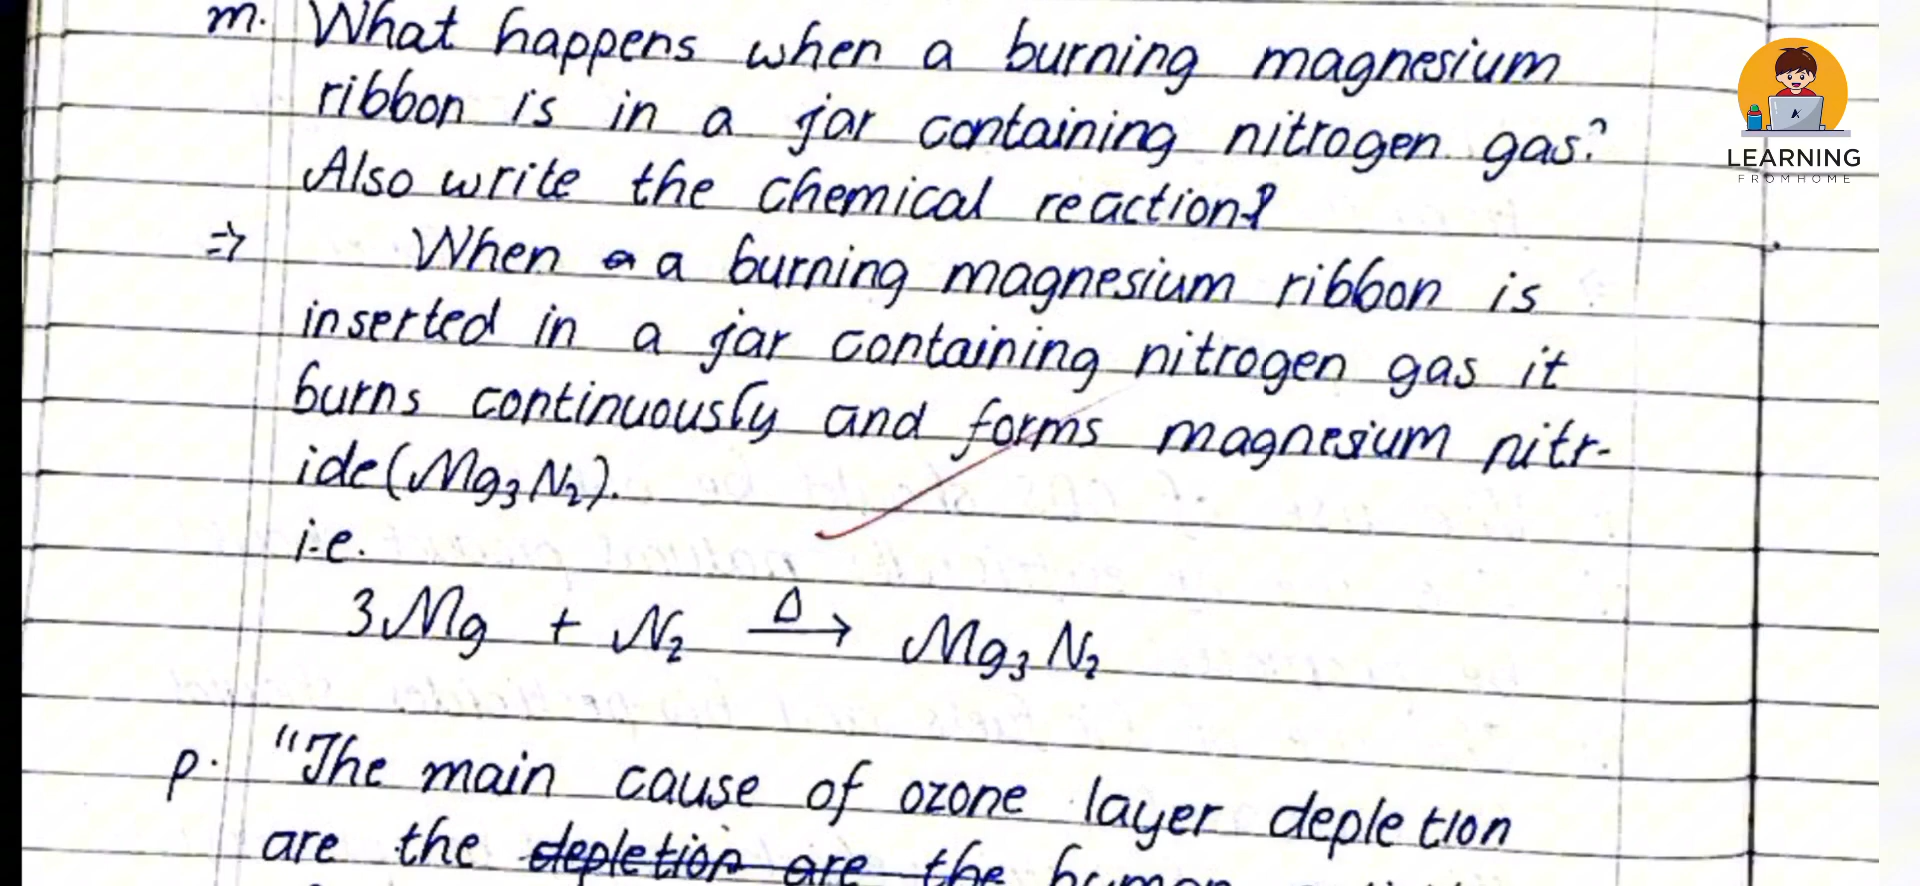 m. What happens when a burning magnesium
ribbon is in a jar containing nitrogen gas?
Also write the chemical reaction?
⇒ When a a burning magnesium ribbon is
inserted in a jar containing nitrogen gas it
burns continuously and forms magnesium nitr-
ide (Mg₃N₂).
i.e.
3Mg + N₂ →Δ Mg₃N₂
p. "The main cause of ozone layer depletion
are the depletion are the human
LEARNING
FROMHOME